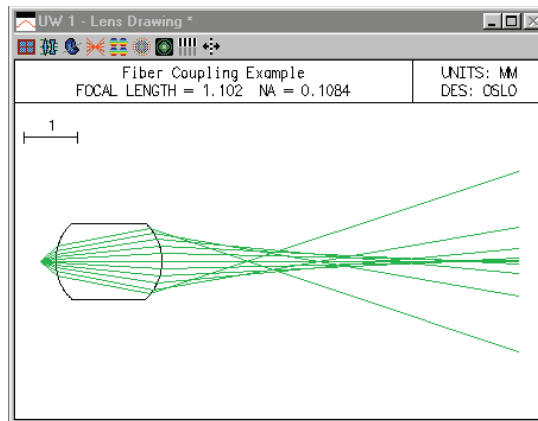 UW 1 - Lens Drawing *
Fiber Coupling Example
FOCAL LENGTH = 1.102 NA = 0.1084
UNITS: MM
DES: OSLO
1